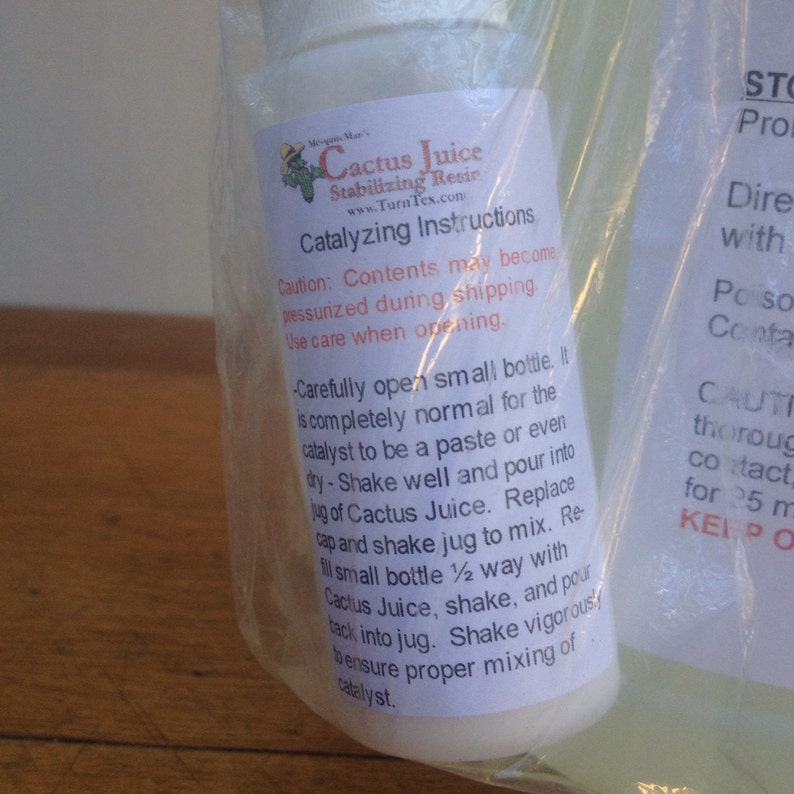 MesquiteMan's
Cactus Juice
Stabilizing Resin
www.TurnTex.com
Catalyzing Instructions
Caution: Contents may become
pressurized during shipping.
Use care when opening.
-Carefully open small bottle. It
is completely normal for the
catalyst to be a paste or even
dry - Shake well and pour into
jug of Cactus Juice. Replace
cap and shake jug to mix. Re-
fill small bottle ½ way with
Cactus Juice, shake, and pour
back into jug. Shake vigorously
to ensure proper mixing of
catalyst.
STO
Prol
Dire
with
Poiso
Conta
CAUTI
thoroug
contact,
for 25 m
KEEP O